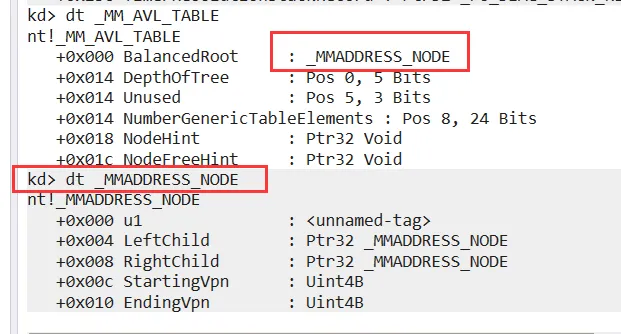 kd> dt _MM_AVL_TABLE
nt!_MM_AVL_TABLE
+0x000 BalancedRoot : _MMADDRESS_NODE
+0x014 DepthOfTree : Pos 0, 5 Bits
+0x014 Unused : Pos 5, 3 Bits
+0x014 NumberGenericTableElements : Pos 8, 24 Bits
+0x018 NodeHint : Ptr32 Void
+0x01c NodeFreeHint : Ptr32 Void
kd> dt _MMADDRESS_NODE
nt!_MMADDRESS_NODE
+0x000 u1 : <unnamed-tag>
+0x004 LeftChild : Ptr32 _MMADDRESS_NODE
+0x008 RightChild : Ptr32 _MMADDRESS_NODE
+0x00c StartingVpn : Uint4B
+0x010 EndingVpn : Uint4B